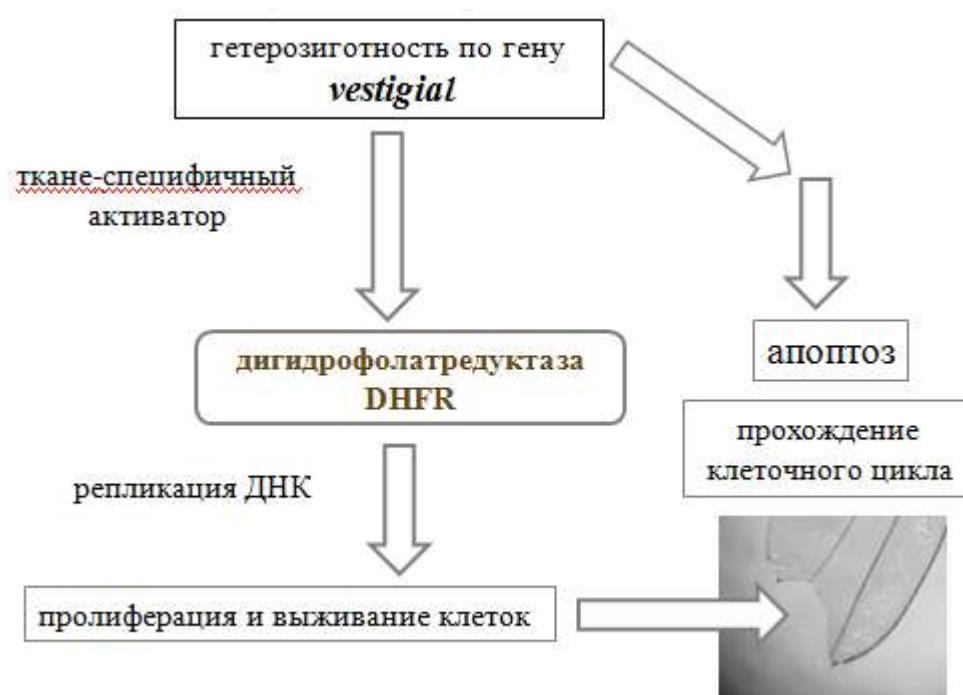 гетерозиготность по гену
vestigial
ткане-специфичный
активатор
дигидрофолатредуктаза
DHFR
апоптоз
прохождение
клеточного цикла
репликация ДНК
пролиферация и выживание клеток